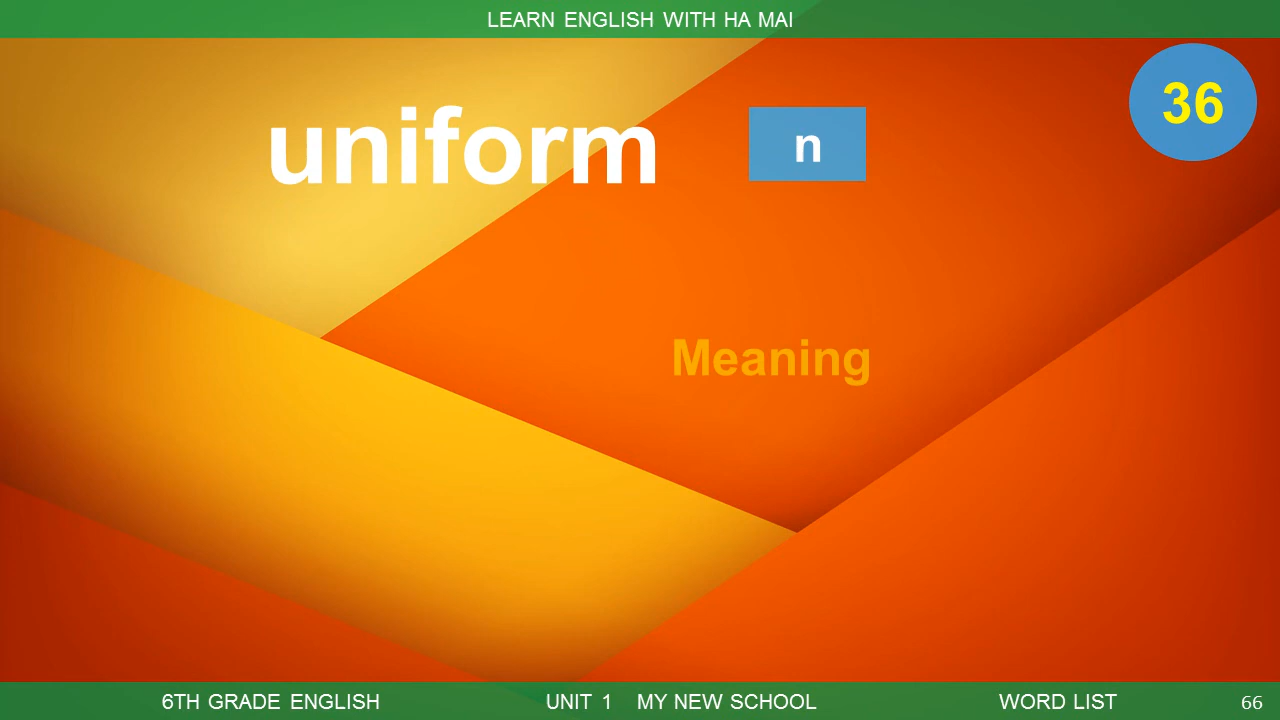 LEARN ENGLISH WITH HA MAI
36
uniform n
Meaning
6TH GRADE ENGLISH UNIT 1 MY NEW SCHOOL WORD LIST 66